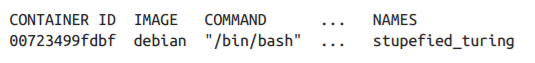 CONTAINER ID IMAGE COMMAND ... NAMES
00723499fdbf debian "/bin/bash" ... stupefied_turing